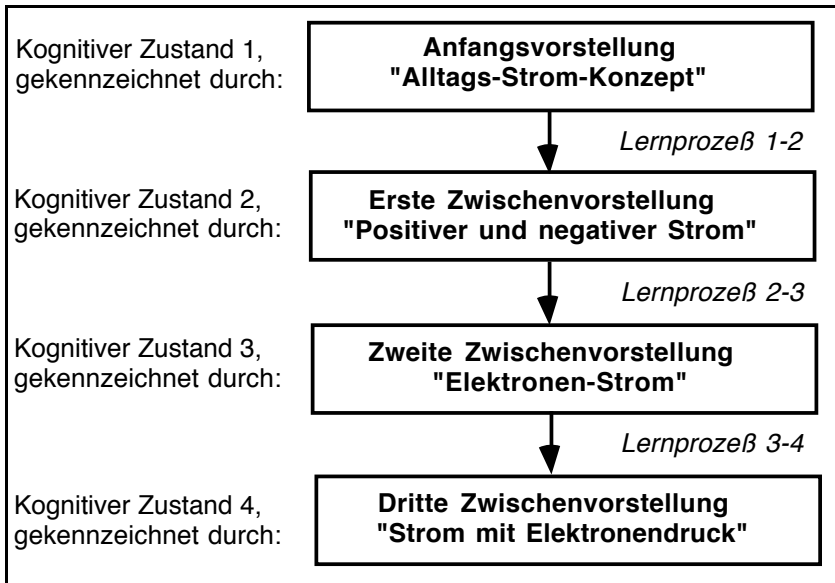 Kognitiver Zustand 1,
gekennzeichnet durch:
Anfangsvorstellung
"Alltags-Strom-Konzept"
Lernprozeß 1-2
Kognitiver Zustand 2,
gekennzeichnet durch:
Erste Zwischenvorstellung
"Positiver und negativer Strom"
Lernprozeß 2-3
Kognitiver Zustand 3,
gekennzeichnet durch:
Zweite Zwischenvorstellung
"Elektronen-Strom"
Lernprozeß 3-4
Kognitiver Zustand 4,
gekennzeichnet durch:
Dritte Zwischenvorstellung
"Strom mit Elektronendruck"